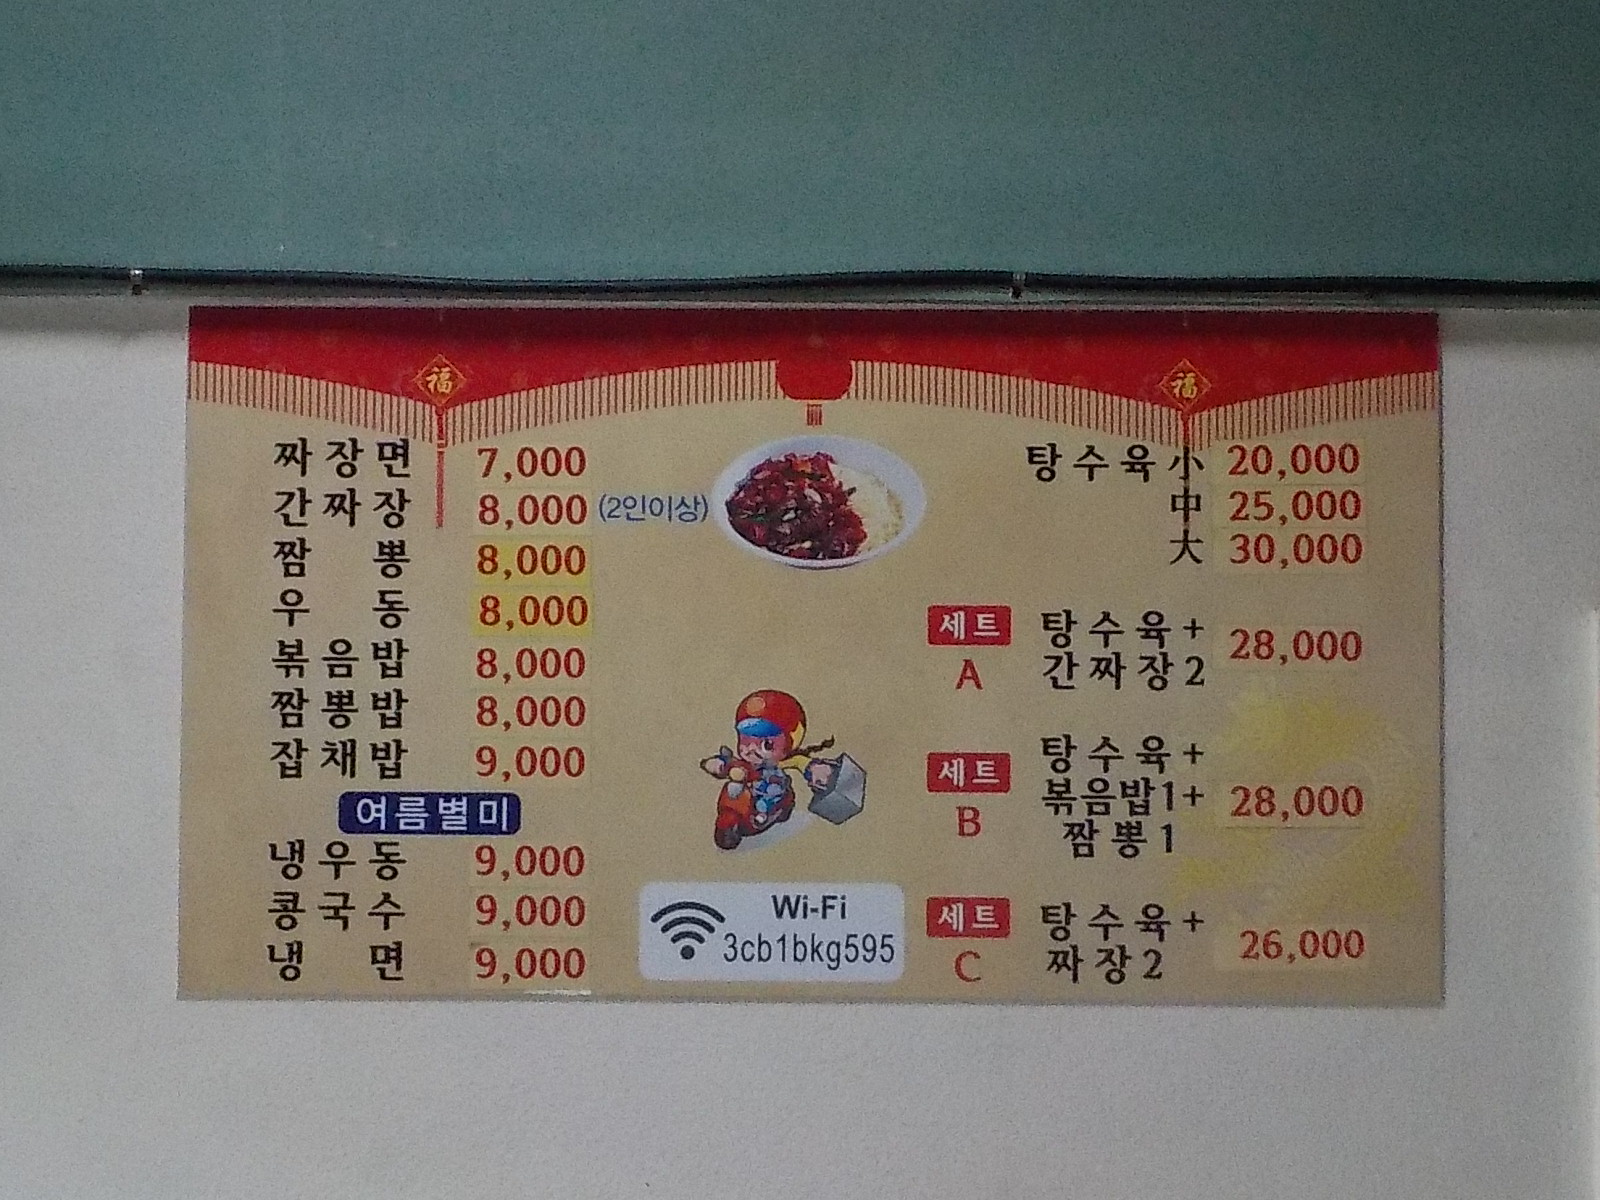 福 福
짜장면 7,000
간짜장 8,000 (2인이상)
짬뽕 8,000
우동 8,000
볶음밥 8,000
짬뽕밥 8,000
잡채밥 9,000
여름별미
냉우동 9,000
콩국수 9,000
냉면 9,000
Wi-Fi
3cb1bkg595
탕수육 小 20,000
中 25,000
大 30,000
세트 A
탕수육+
간짜장2
28,000
세트 B
탕수육+
볶음밥1+
짬뽕1
28,000
세트 C
탕수육+
짜장2
26,000